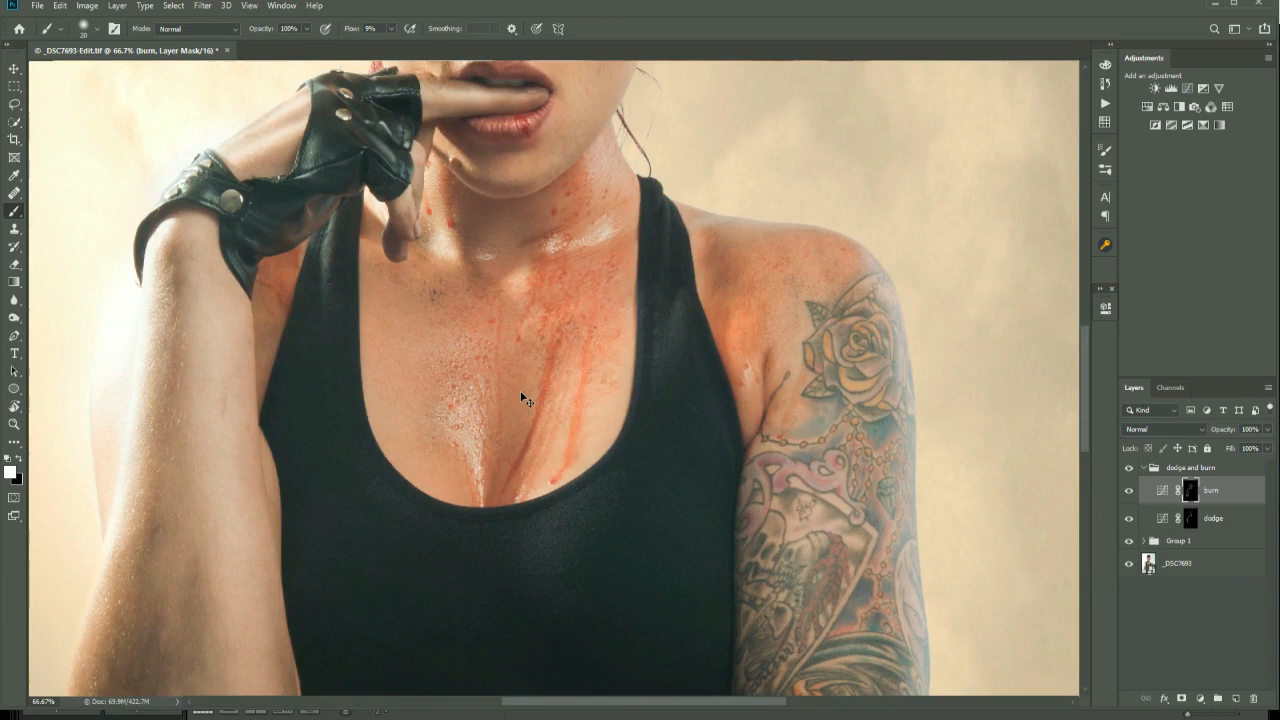 File Edit Image Layer Type Select Filter 3D View Window Help
20 Mode: Normal Opacity: 100% Flow: 9% Smoothing:
© _DSC7693-Edit.tif @ 66.7% (burn, Layer Mask/16) * ×
Adjustments
Add an adjustment
Layers Channels
Kind
Normal Opacity: 100%
Lock: Fill: 100%
dodge and burn
burn
dodge
Group 1
_DSC7693
66.67% © Doc: 69.9M/422.7M